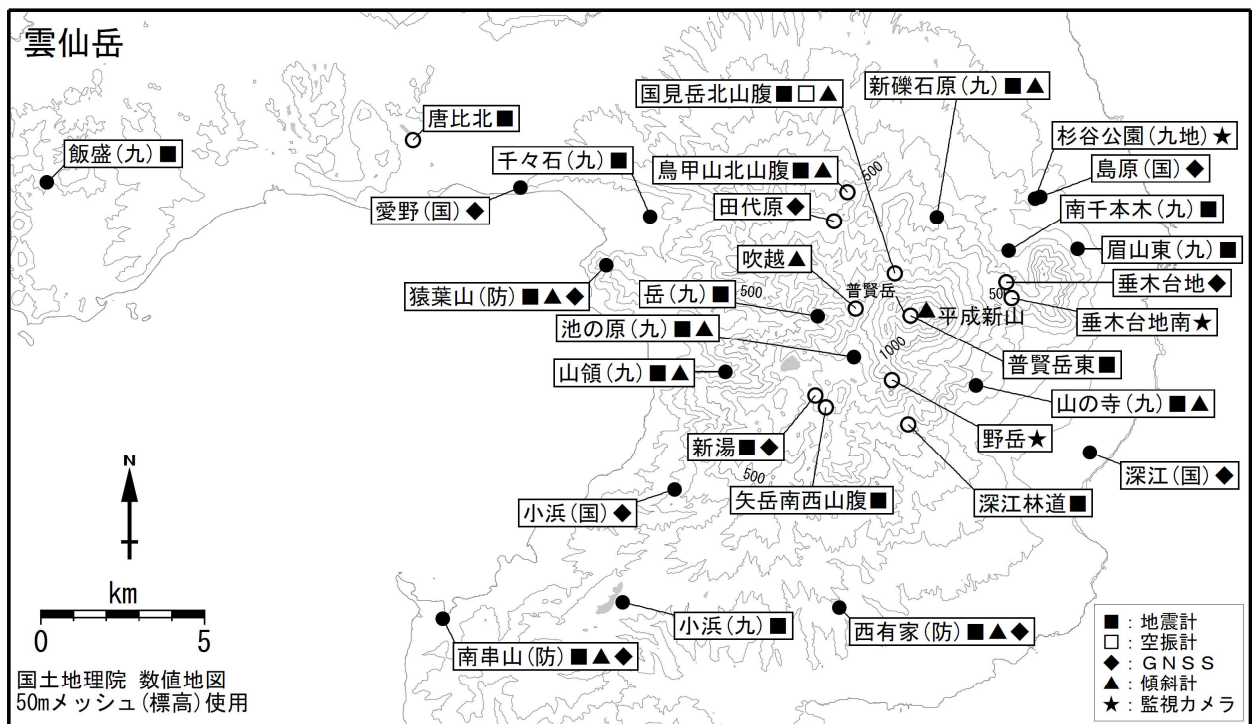 雲仙岳
国見岳北山腹■□▲
新礫石原(九)■▲
唐比北■
杉谷公園(九地)★
飯盛(九)■
千々石(九)■
鳥甲山北山腹■▲
500
島原(国)◆
愛野(国)◆
田代原◆
南千本木(九)■
吹越▲
眉山東(九)■
猿葉山(防)■▲◆
岳(九)■
500
普賢岳
500
垂木台地◆
平成新山
垂木台地南★
池の原(九)■▲
1000
普賢岳東■
山領(九)■▲
山の寺(九)■▲
新湯■◆
野岳★
N
500
矢岳南西山腹■
深江林道■
深江(国)◆
小浜(国)◆
km
0 5
小浜(九)■
西有家(防)■▲◆
南串山(防)■▲◆
国土地理院 数値地図
50mメッシュ(標高)使用
■:地震計
□:空振計
◆:GNSS
▲:傾斜計
★:監視カメラ